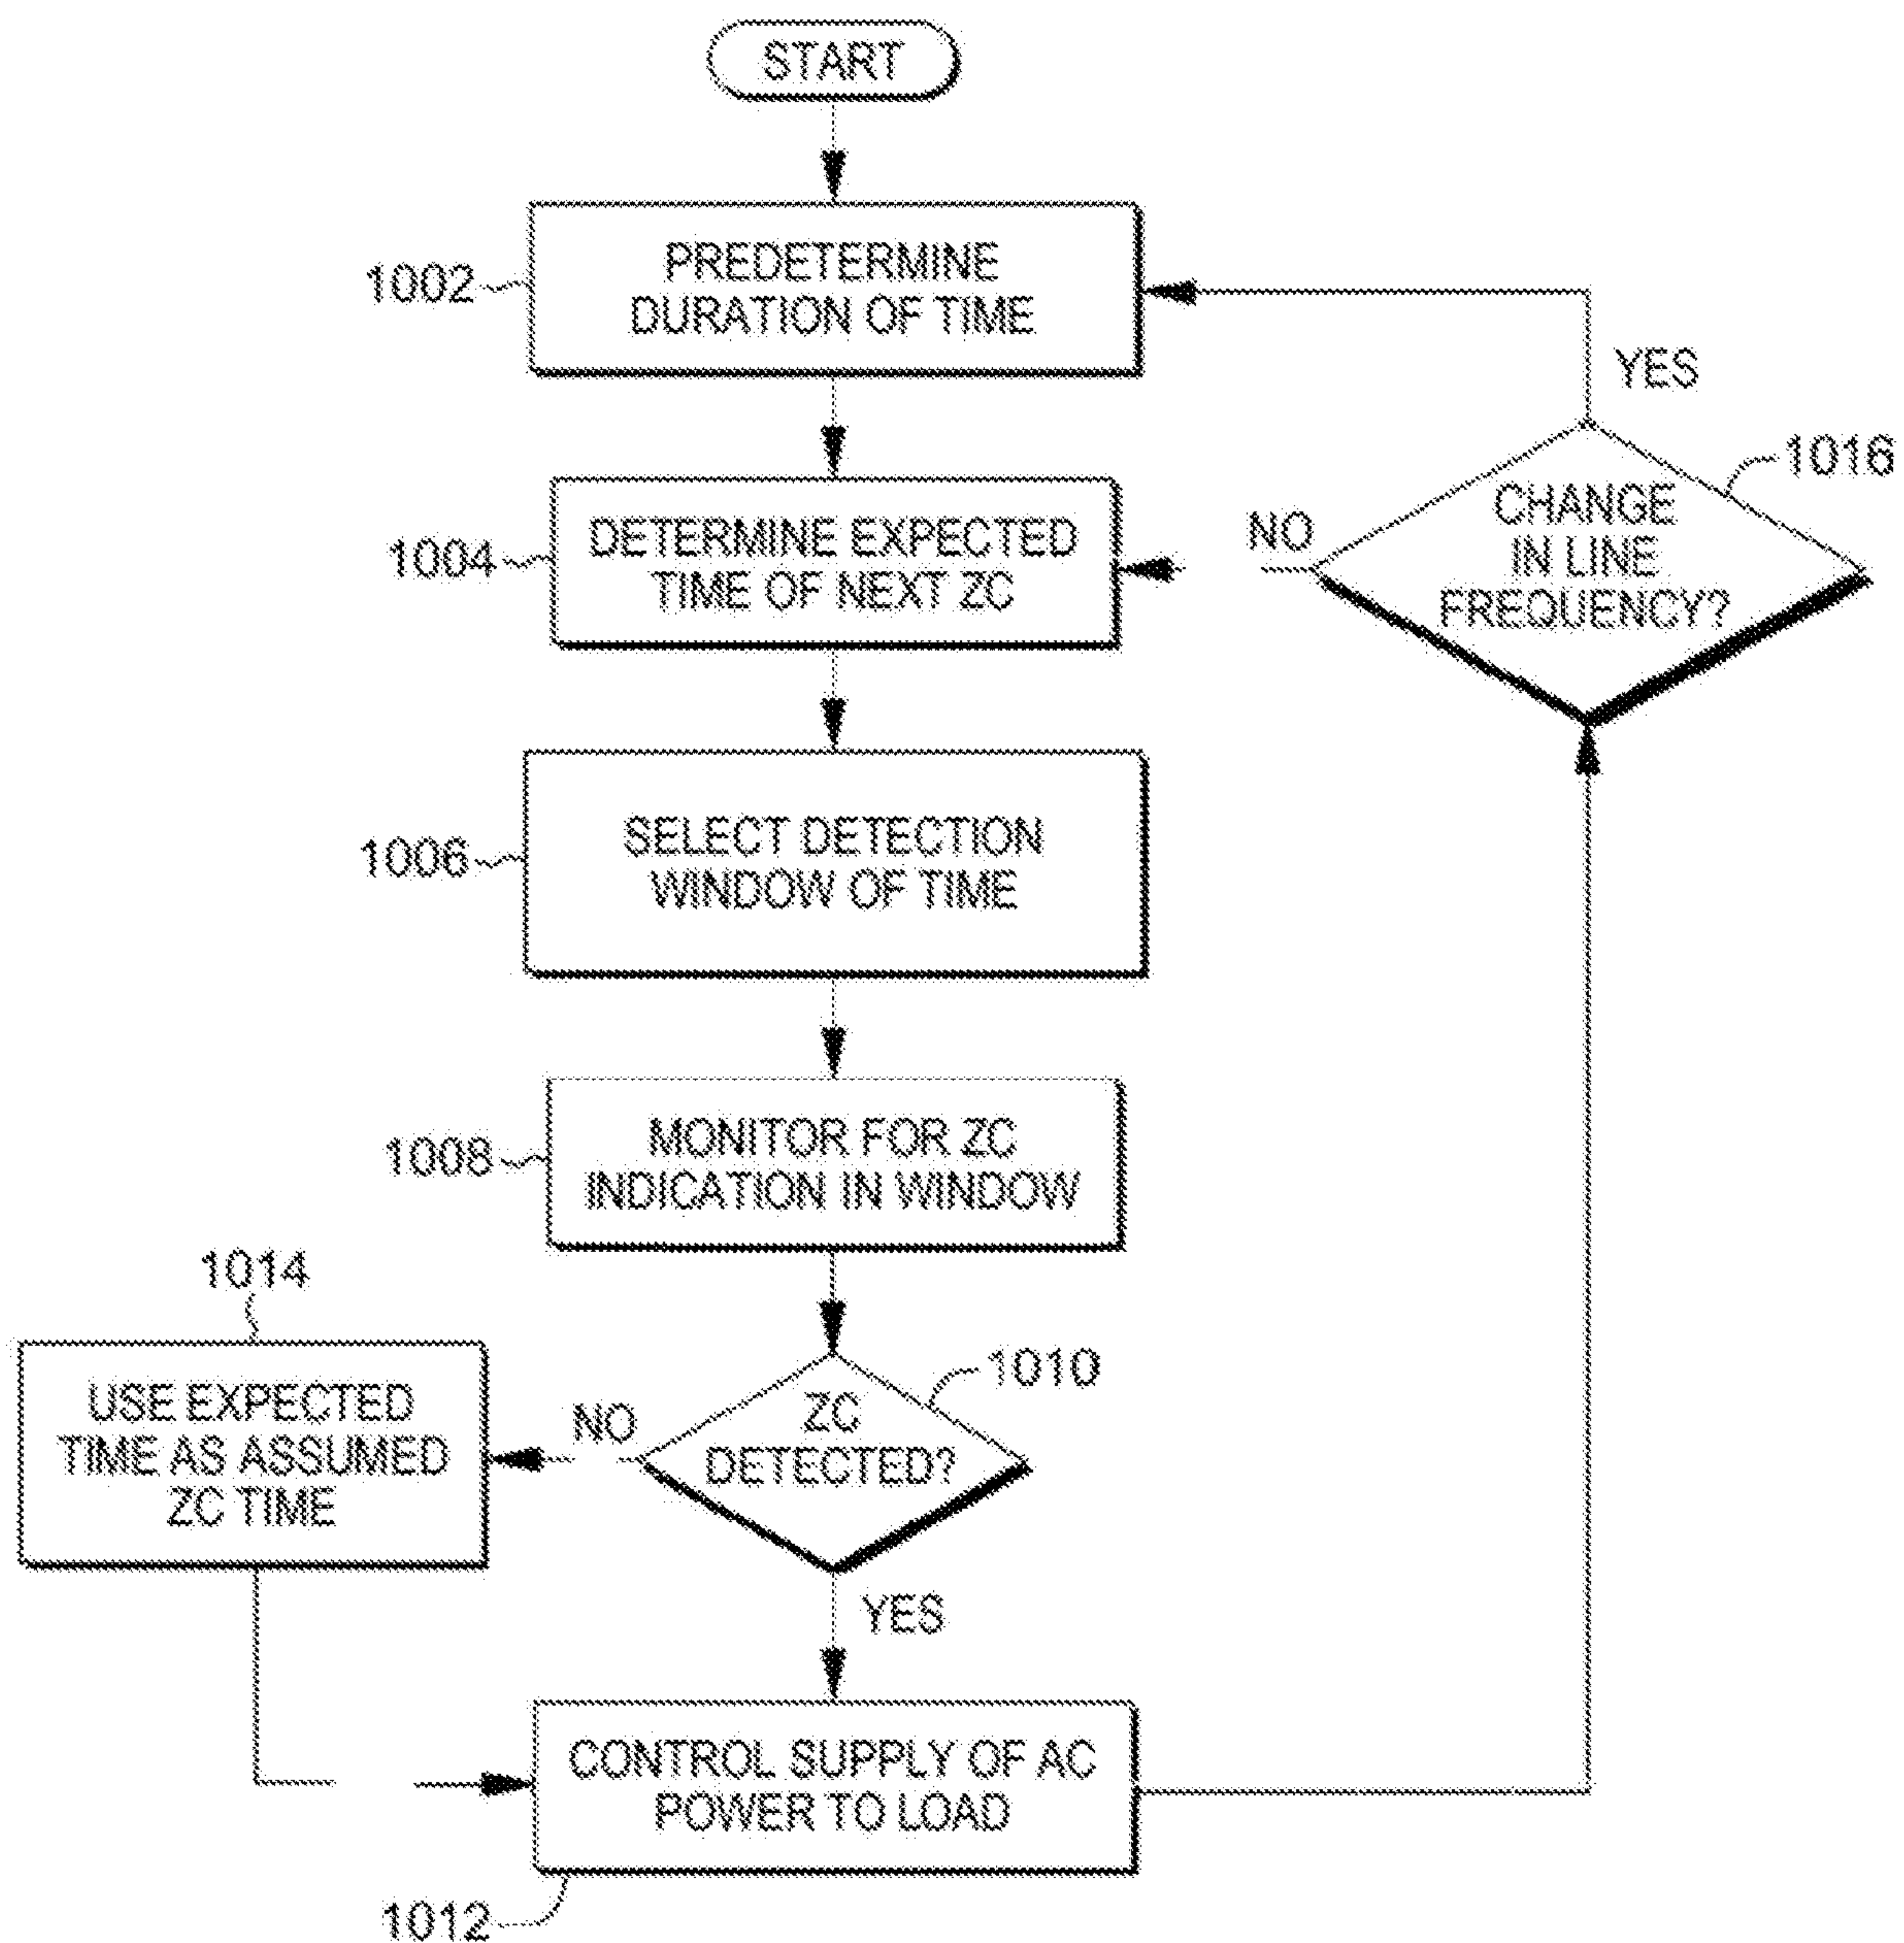 START
1002
PREDETERMINE
DURATION OF TIME
YES
1016
CHANGE
IN LINE
FREQUENCY?
NO
1004
DETERMINE EXPECTED
TIME OF NEXT ZC
1006
SELECT DETECTION
WINDOW OF TIME
1008
MONITOR FOR ZC
INDICATION IN WINDOW
1014
USE EXPECTED
TIME AS ASSUMED
ZC TIME
NO
1010
ZC
DETECTED?
YES
CONTROL SUPPLY OF AC
POWER TO LOAD
1012